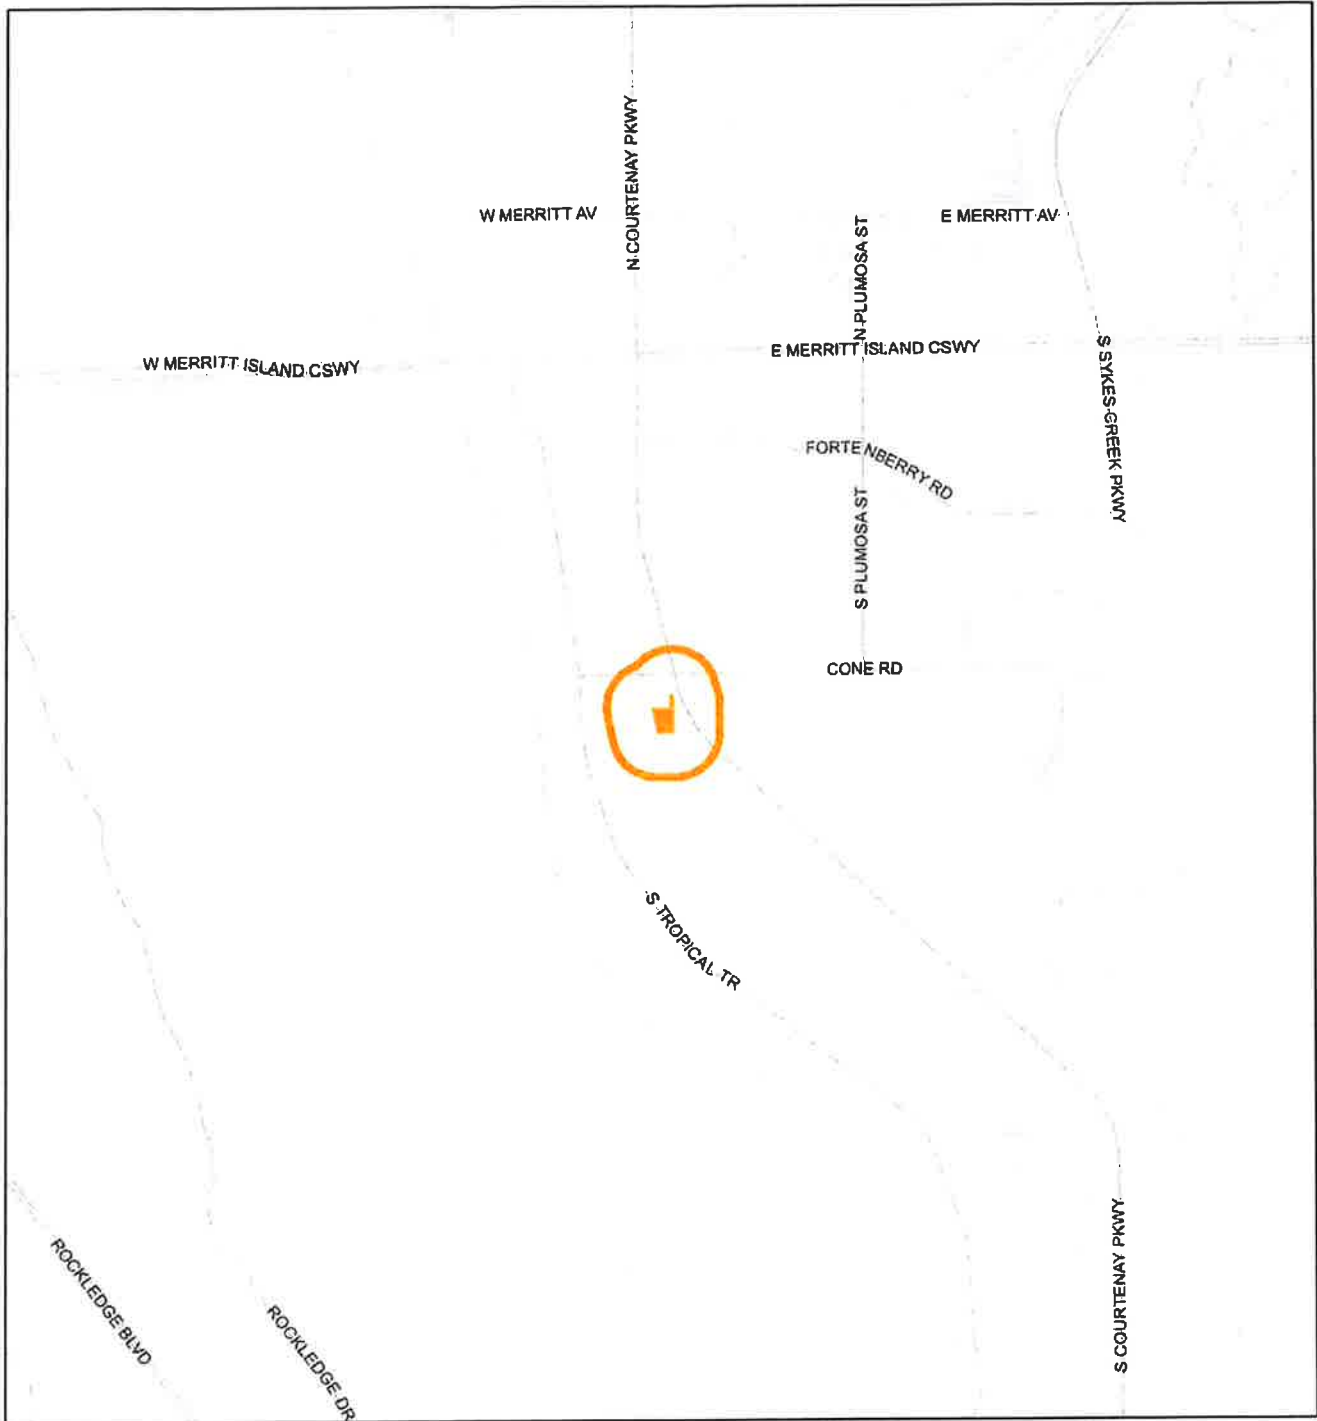 N COURTENAY PKWY
W MERRITT AV
E MERRITT AV
N PLUMOSA ST
E MERRITT ISLAND CSWY
W MERRITT ISLAND CSWY
S SYKES CREEK PKWY
FORTENBERRY RD
S PLUMOSA ST
CONE RD
S TROPICAL TR
S COURTENAY PKWY
ROCKLEDGE BLVD
ROCKLEDGE DR